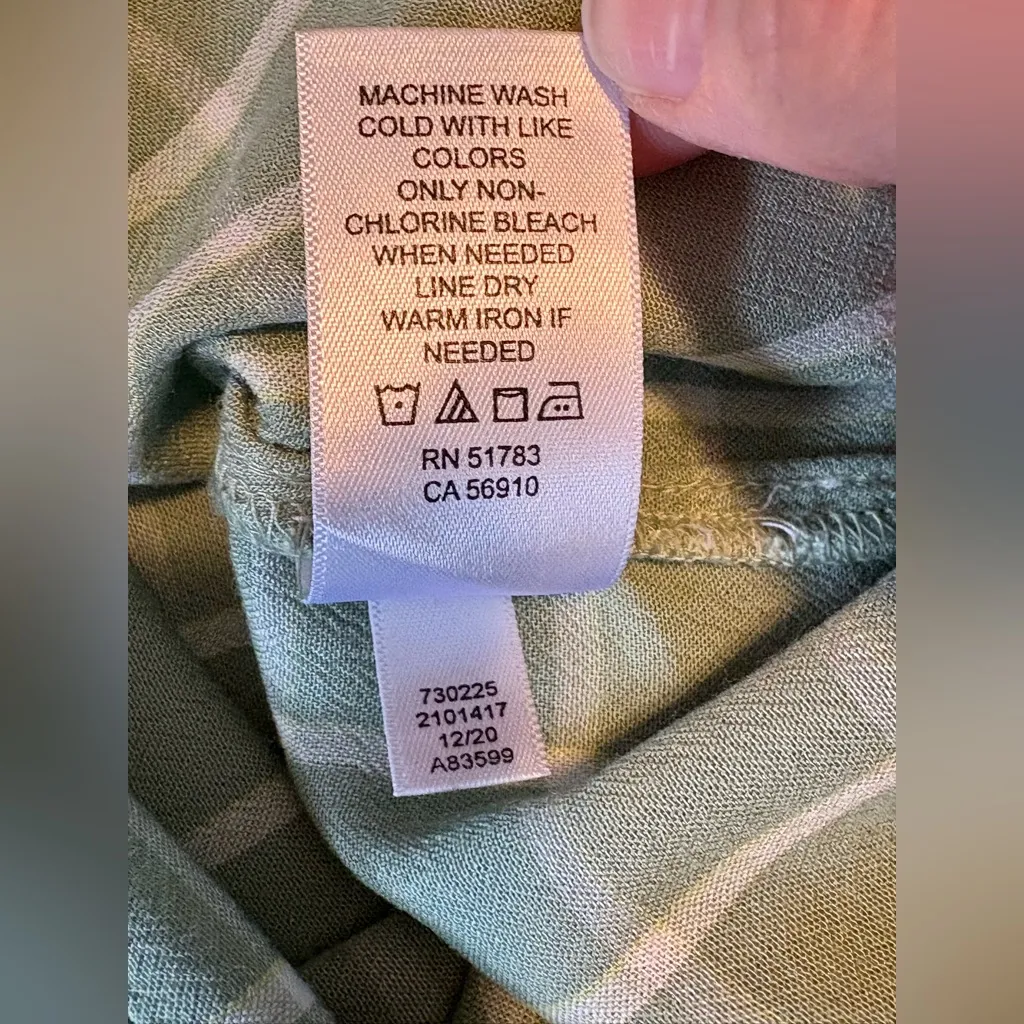 MACHINE WASH
COLD WITH LIKE
COLORS
ONLY NON-
CHLORINE BLEACH
WHEN NEEDED
LINE DRY
WARM IRON IF
NEEDED
RN 51783
CA 56910
730225
2101417
12/20
A83599